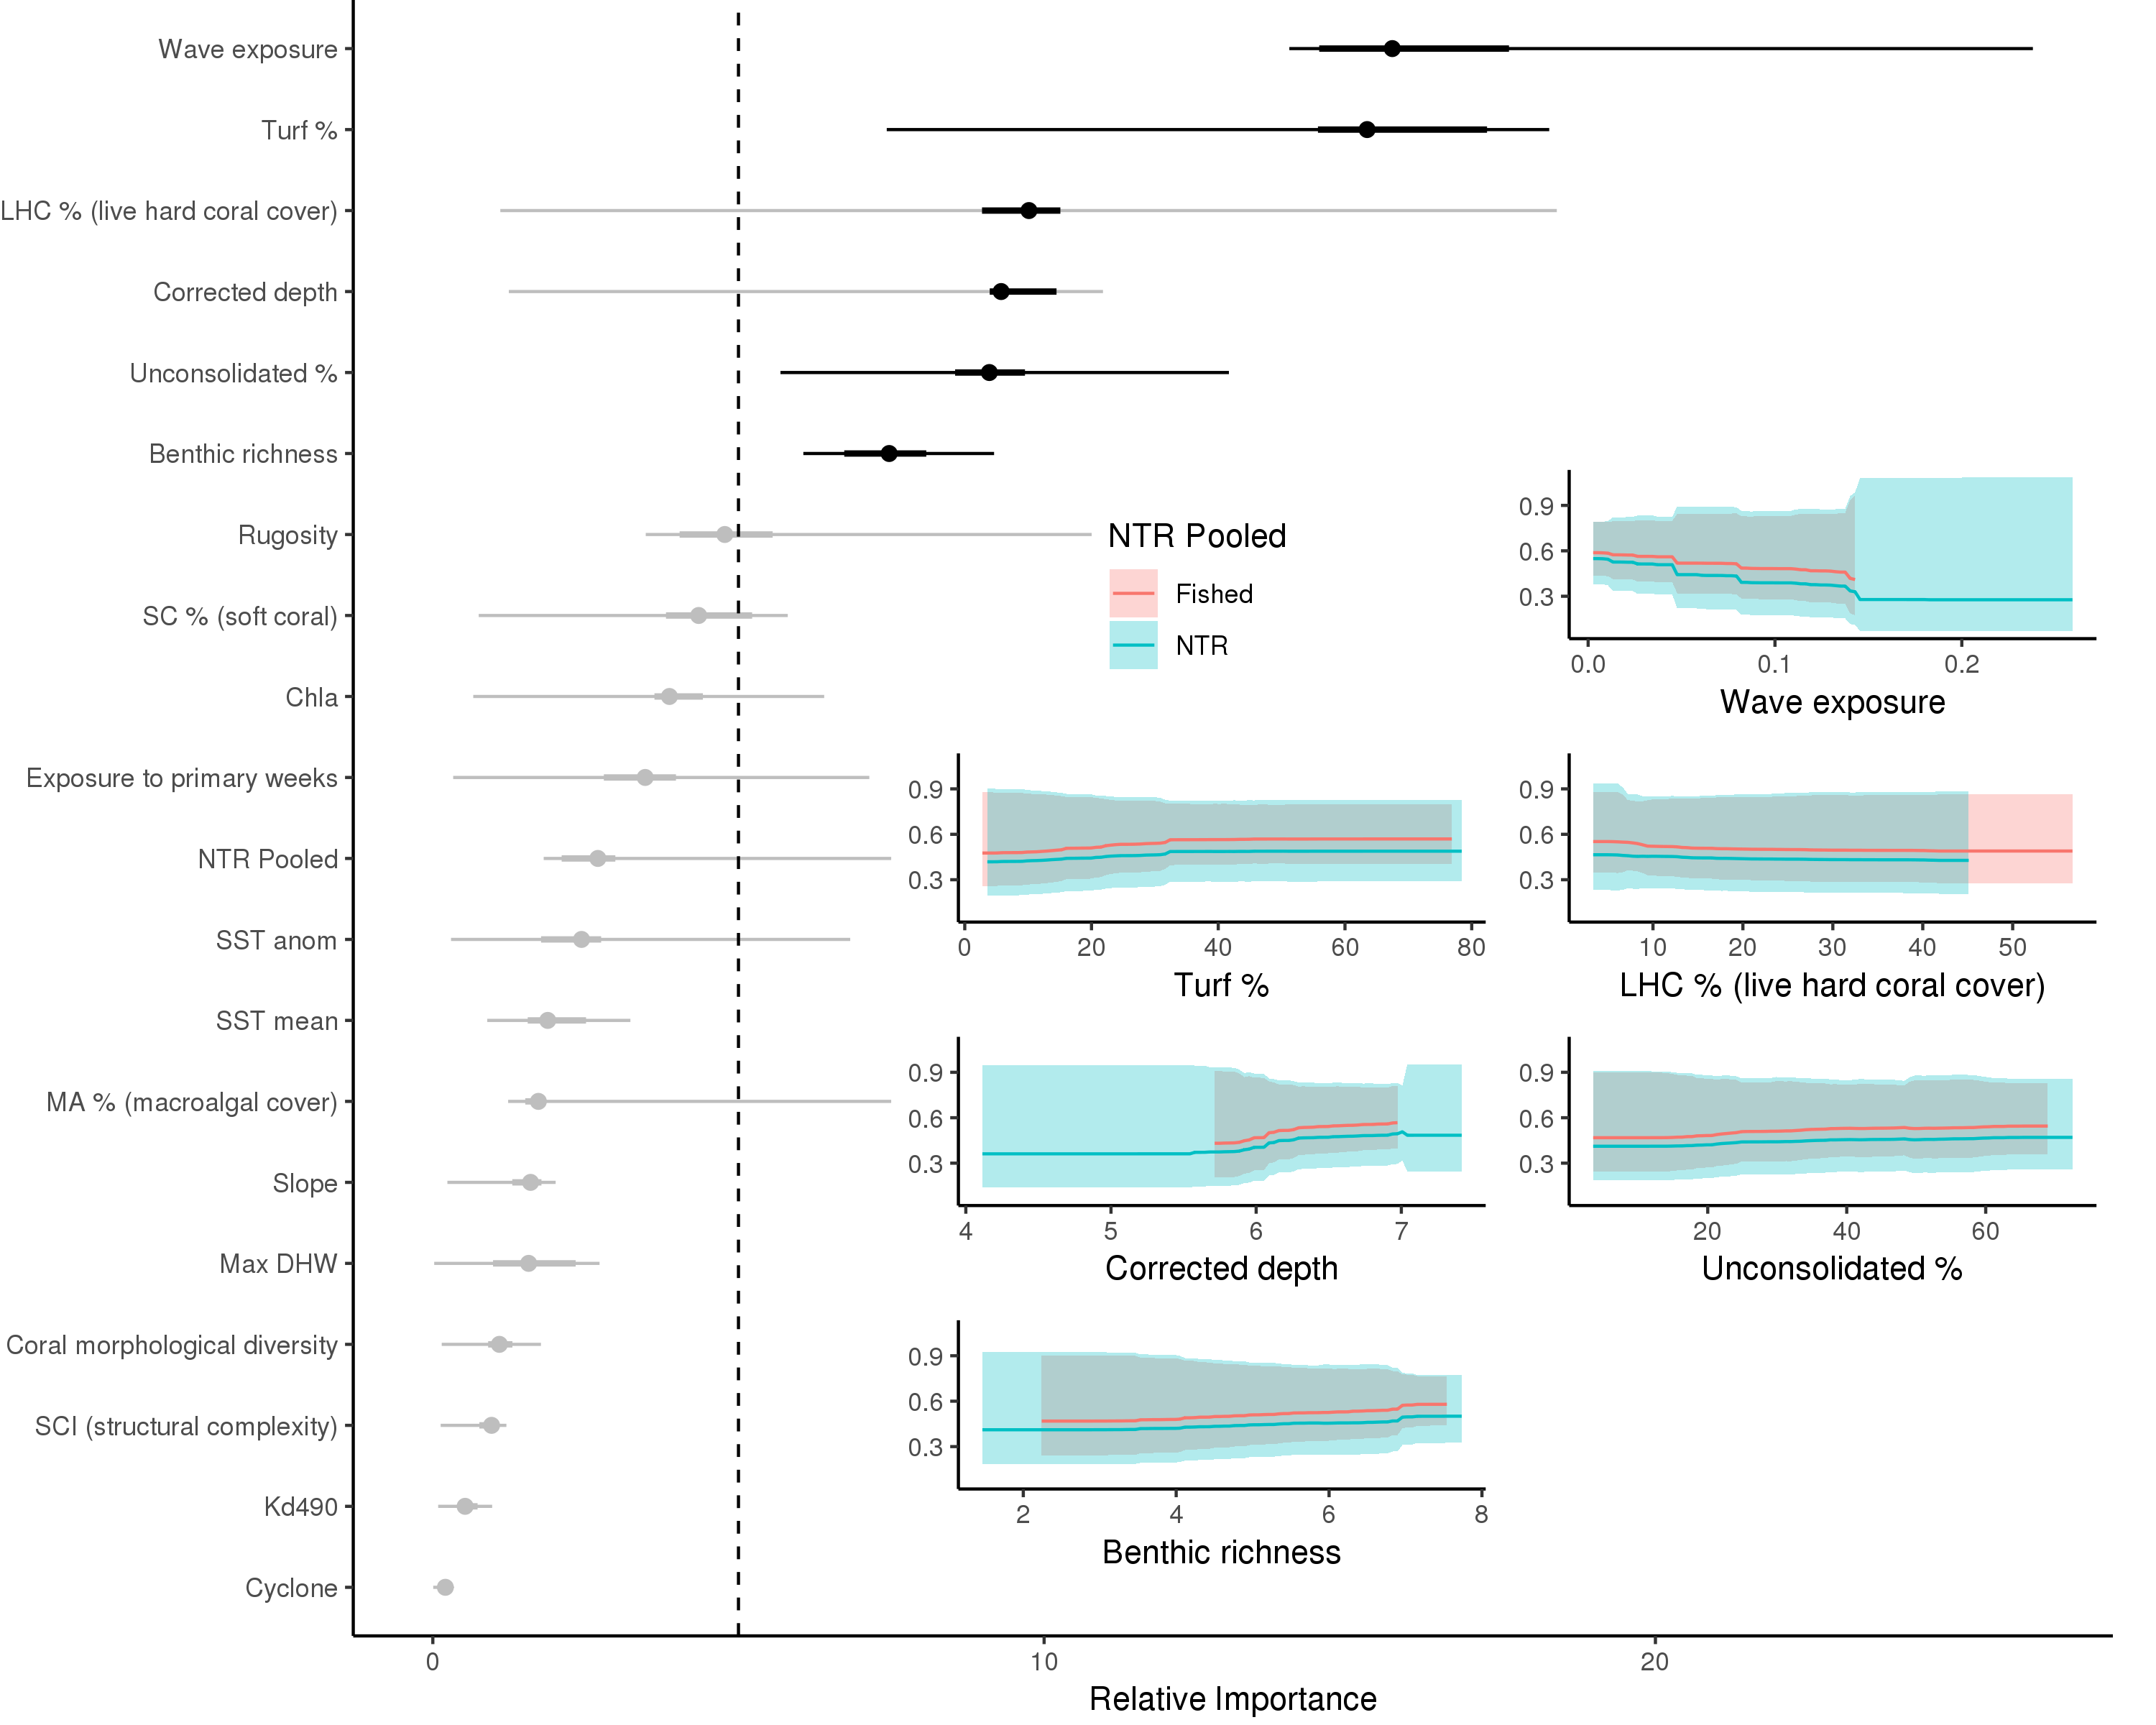 Wave exposure
Turf %
LHC % (live hard coral cover)
Corrected depth
Unconsolidated %
Benthic richness
Rugosity
SC % (soft coral)
Chla
Exposure to primary weeks
NTR Pooled
SST anom
SST mean
MA % (macroalgal cover)
Slope
Max DHW
Coral morphological diversity
SCI (structural complexity)
Kd490
Cyclone
0 10 20
Relative Importance
NTR Pooled
Fished
NTR
0.9
0.6
0.3
0.0 0.1 0.2
Wave exposure
0.9
0.6
0.3
0 20 40 60 80
Turf %
0.9
0.6
0.3
10 20 30 40 50
LHC % (live hard coral cover)
0.9
0.6
0.3
4 5 6 7
Corrected depth
0.9
0.6
0.3
20 40 60
Unconsolidated %
0.9
0.6
0.3
2 4 6 8
Benthic richness